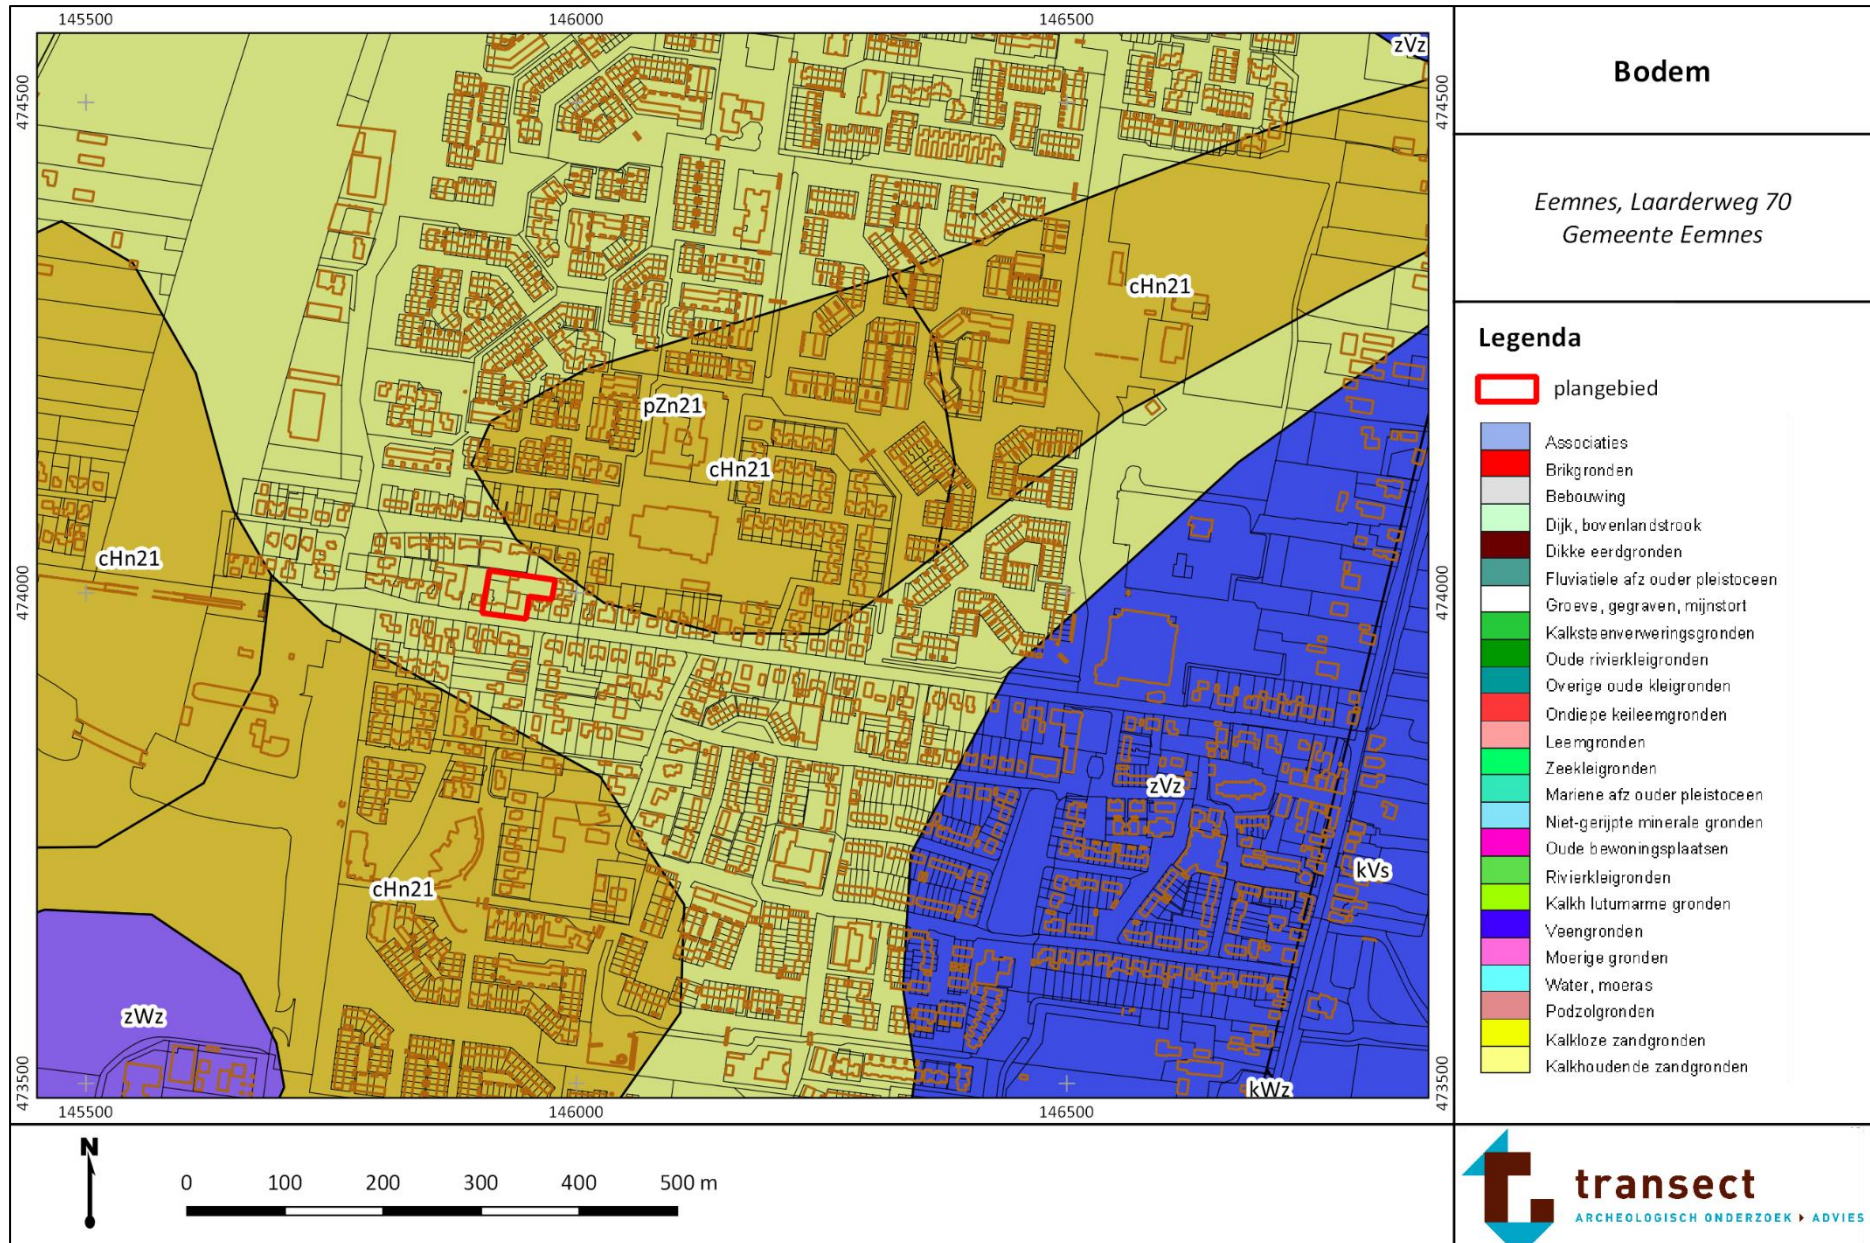 145500 146000 146500
474500
474500
zVz
cHn21
pZn21
cHn21
cHn21
474000
474000
zVz
kVs
cHn21
zWz
kWz
473500
473500
145500 146000 146500
N
0 100 200 300 400 500 m
Bodem
Eemnes, Laarderweg 70
Gemeente Eemnes
Legenda
plangebied
Associaties
Brikgronden
Bebouwing
Dijk, bovenlandstrook
Dikke eerdgronden
Fluviatiele afz ouder pleistoceen
Groeve, gegraven, mijnstort
Kalksteenverweringsgronden
Oude rivierkleigronden
Overige oude kleigronden
Ondiepe keileemgronden
Leemgronden
Zeekleigronden
Mariene afz ouder pleistoceen
Niet-gerijpte minerale gronden
Oude bewoningsplaatsen
Rivierkleigronden
Kalkh lutumarme gronden
Veengronden
Moerige gronden
Water, moeras
Podzolgronden
Kalkloze zandgronden
Kalkhoudende zandgronden
transect
ARCHEOLOGISCH ONDERZOEK ▸ ADVIES